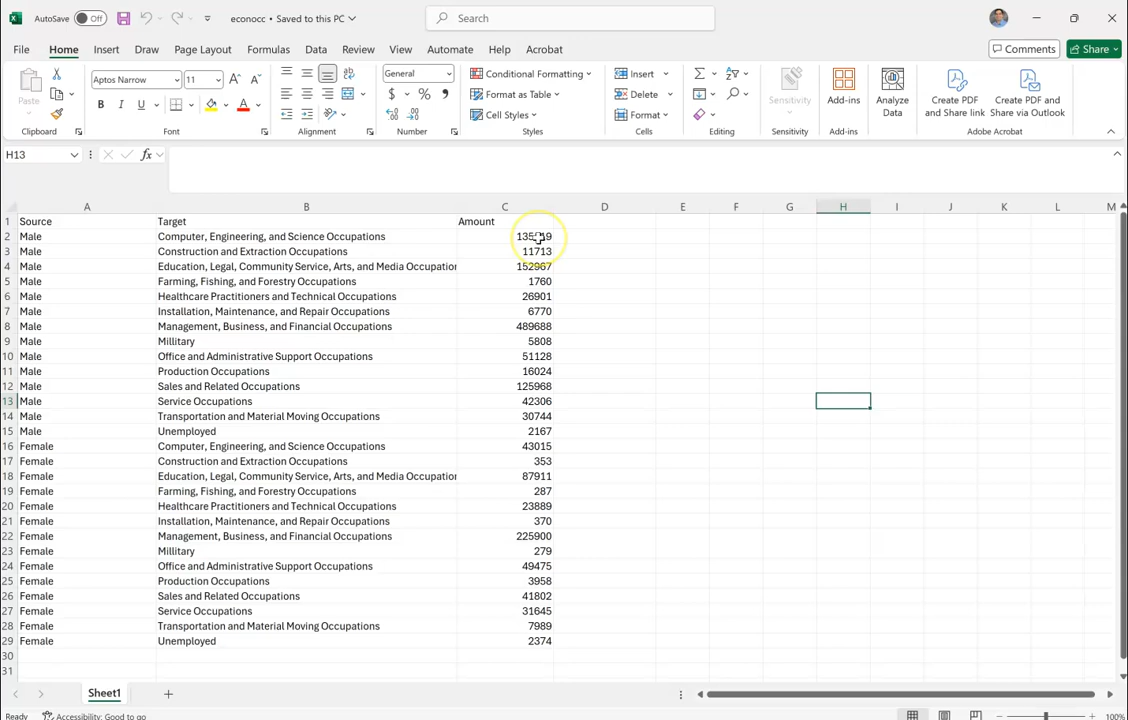 AutoSave Off econocc • Saved to this PC Search
File Home Insert Draw Page Layout Formulas Data Review View Automate Help Acrobat Comments Share
Paste Aptos Narrow 11 General Conditional Formatting Insert Sensitivity Add-ins Analyze Data Create PDF and Share link Create PDF and Share via Outlook
B I U $ % Format as Table Delete
Cell Styles Format
Clipboard Font Alignment Number Styles Cells Editing Sensitivity Add-ins Adobe Acrobat
H13 fx
A B C D E F G H I J K L M
1 Source Target Amount
2 Male Computer, Engineering, and Science Occupations
3 Male Construction and Extraction Occupations 11713
4 Male Education, Legal, Community Service, Arts, and Media Occupation 152967
5 Male Farming, Fishing, and Forestry Occupations 1760
6 Male Healthcare Practitioners and Technical Occupations 26901
7 Male Installation, Maintenance, and Repair Occupations 6770
8 Male Management, Business, and Financial Occupations 489688
9 Male Millitary 5808
10 Male Office and Administrative Support Occupations 51128
11 Male Production Occupations 16024
12 Male Sales and Related Occupations 125968
13 Male Service Occupations 42306
14 Male Transportation and Material Moving Occupations 30744
15 Male Unemployed 2167
16 Female Computer, Engineering, and Science Occupations 43015
17 Female Construction and Extraction Occupations 353
18 Female Education, Legal, Community Service, Arts, and Media Occupation 87911
19 Female Farming, Fishing, and Forestry Occupations 287
20 Female Healthcare Practitioners and Technical Occupations 23889
21 Female Installation, Maintenance, and Repair Occupations 370
22 Female Management, Business, and Financial Occupations 225900
23 Female Millitary 279
24 Female Office and Administrative Support Occupations 49475
25 Female Production Occupations 3958
26 Female Sales and Related Occupations 41802
27 Female Service Occupations 31645
28 Female Transportation and Material Moving Occupations 7989
29 Female Unemployed 2374
30
31
Sheet1
Ready Accessibility: Good to go 100%